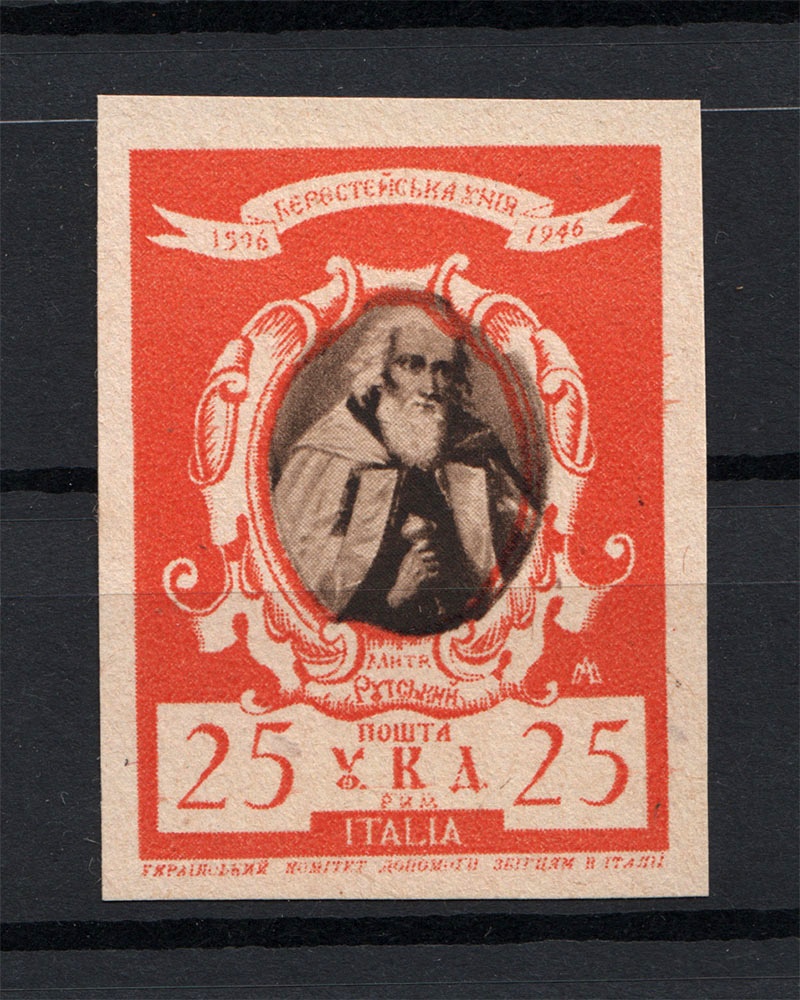 БЕРЕСТЕЙСЬКА УНІЯ
1596 1946
МИТР.
РУТСЬКИЙ
25 ПОШТА 25
У. К. Д.
РИМ
ITALIA
УКРАЇНСЬКИЙ КОМІТЕТ ДОПОМОГИ ЗБІГЦЯМ В ІТАЛІЇ